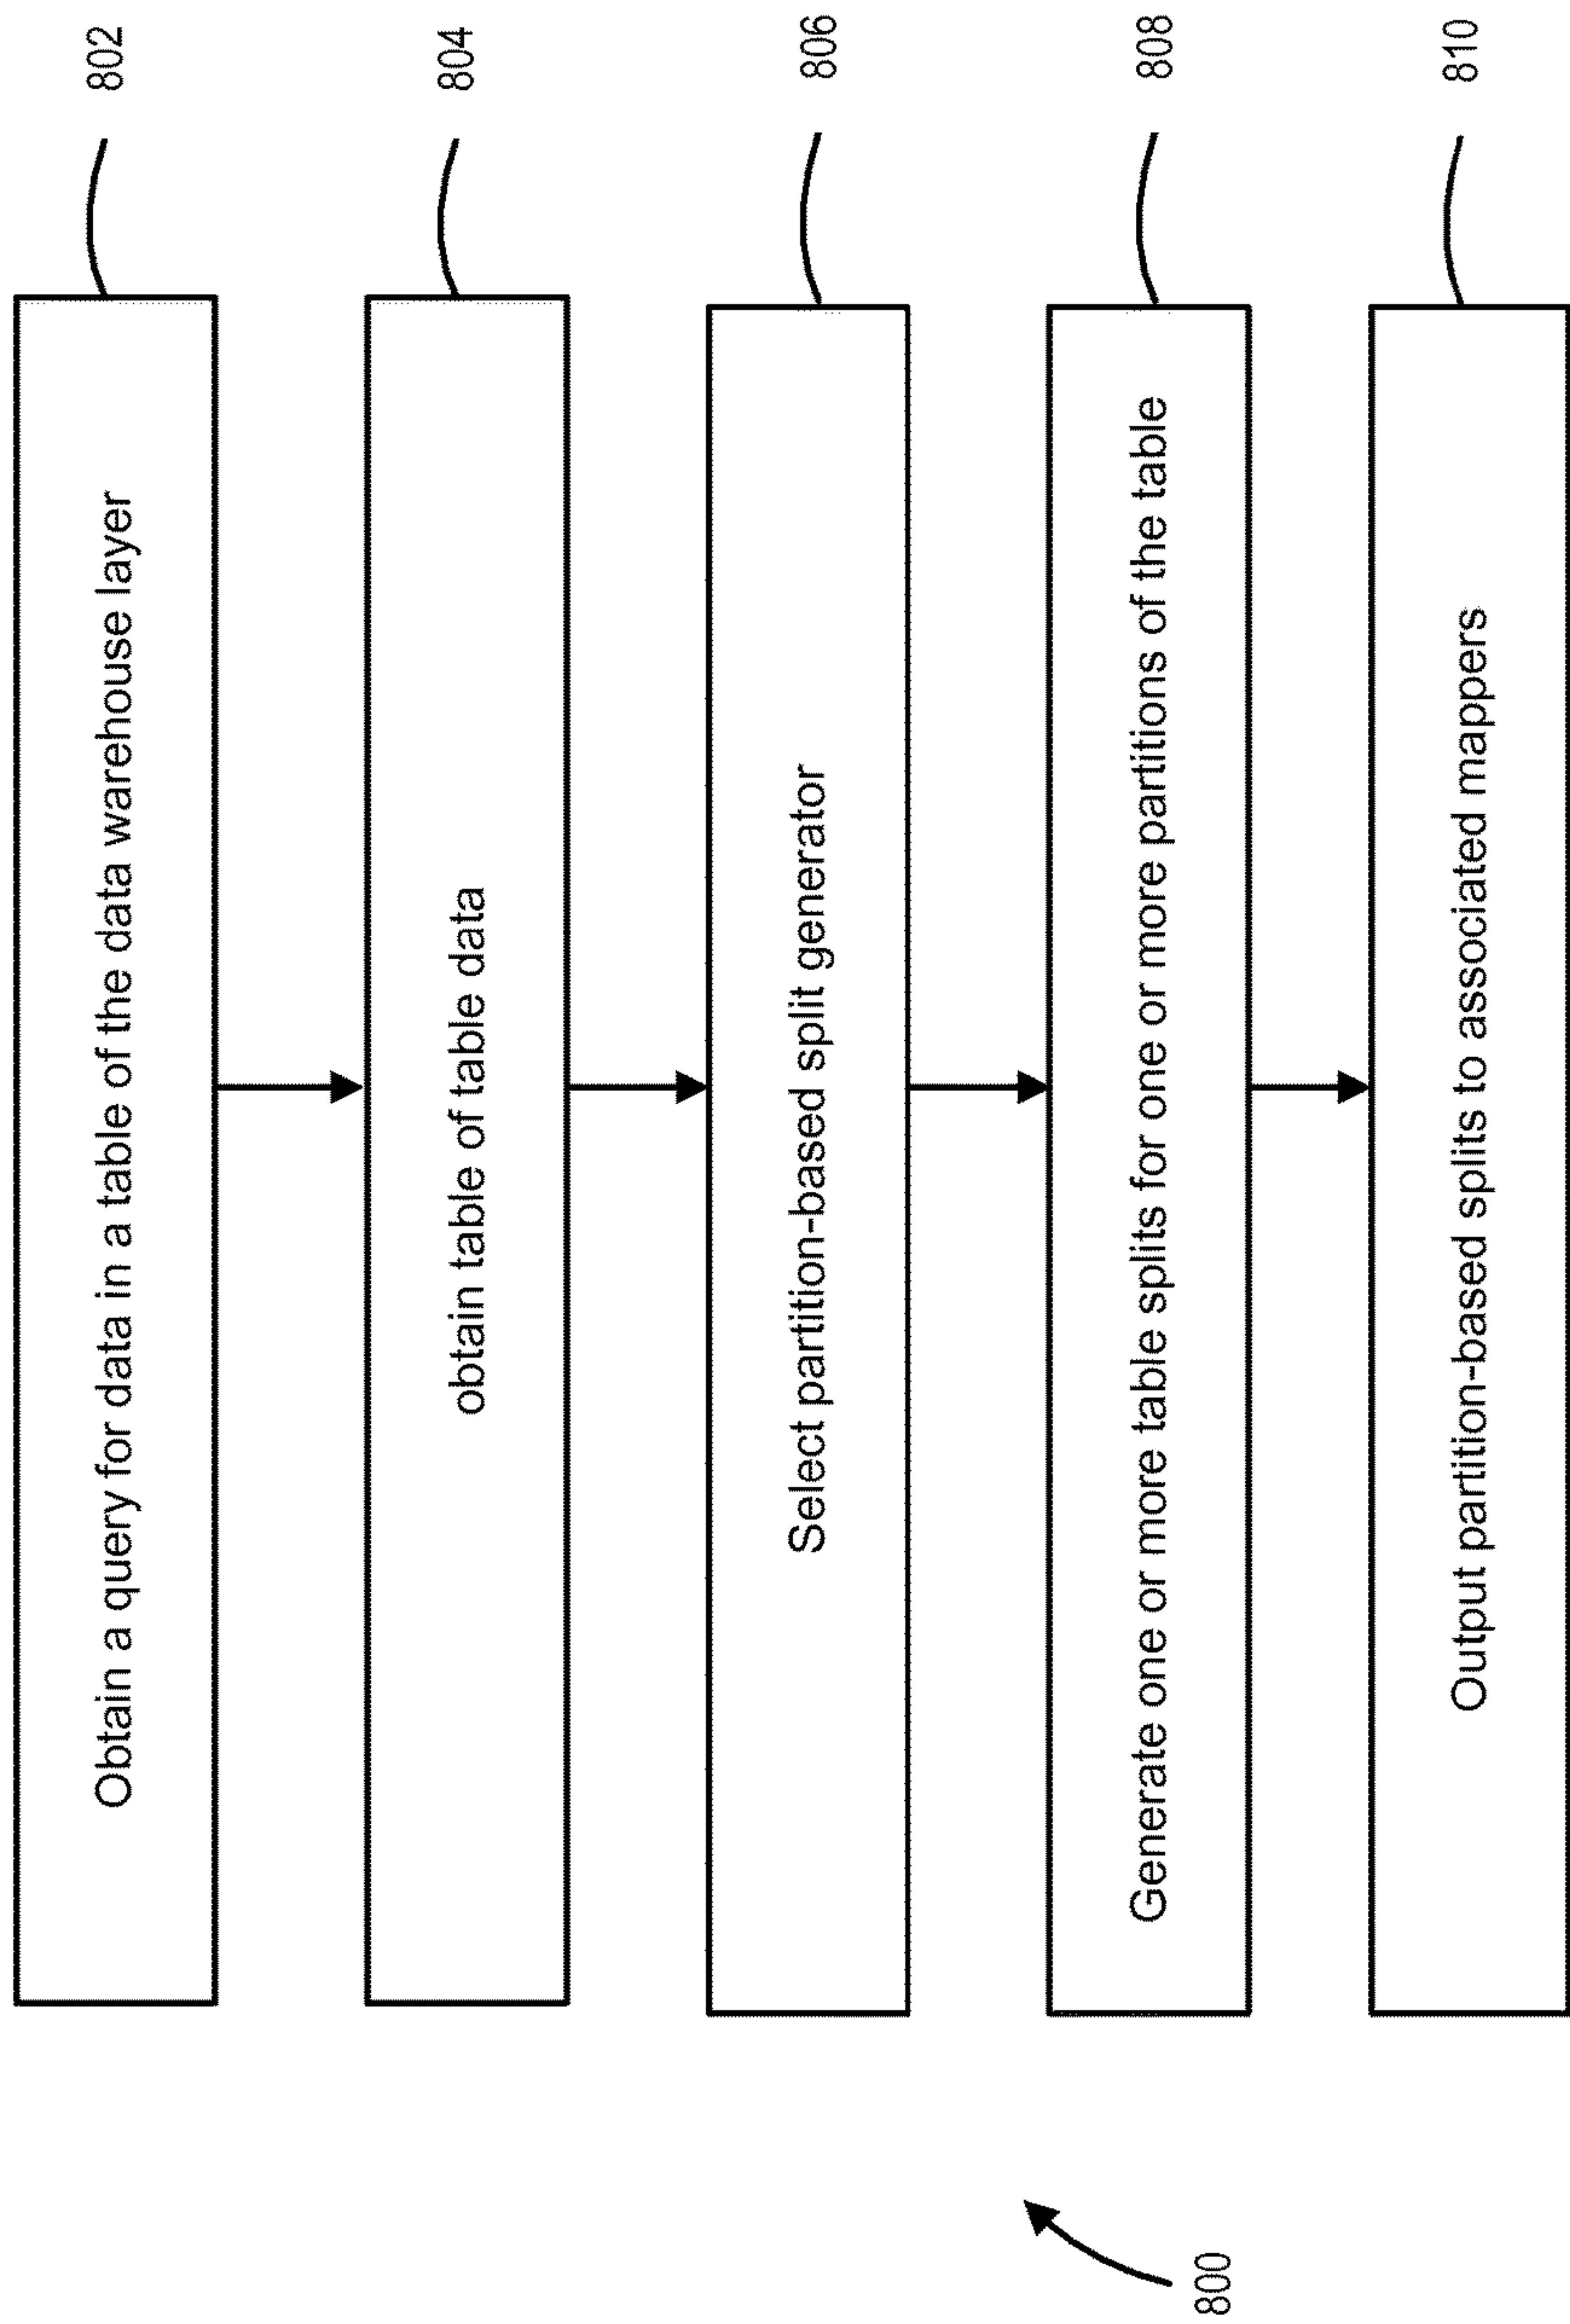 802
Obtain a query for data in a table of the data warehouse layer
804
obtain table of table data
806
Select partition-based split generator
808
Generate one or more table splits for one or more partitions of the table
810
Output partition-based splits to associated mappers
800